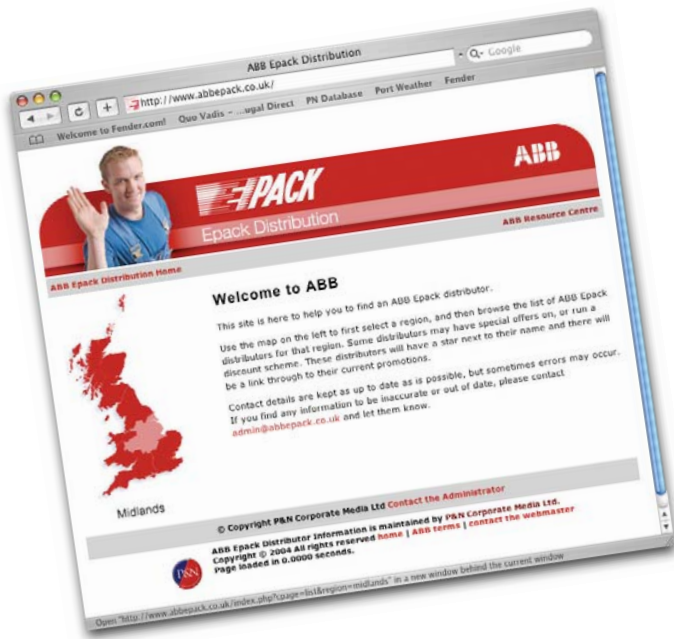 ABB Epack Distribution
http://www.abbepack.co.uk/
Google
Welcome to Fender.com! Quo Vadis – ...ugal Direct PN Database Port Weather Fender
EPACK
Epack Distribution
ABB
ABB Epack Distribution Home
ABB Resource Centre
Welcome to ABB
This site is here to help you to find an ABB Epack distributor.
Use the map on the left to first select a region, and then browse the list of ABB Epack
distributors for that region. Some distributors may have special offers on, or run a
discount scheme. These distributors will have a star next to their name and there will
be a link through to their current promotions.
Contact details are kept as up to date as is possible, but sometimes errors may occur.
If you find any information to be inaccurate or out of date, please contact
admin@abbepack.co.uk and let them know.
Midlands
© Copyright P&N Corporate Media Ltd Contact the Administrator
P&N
ABB Epack Distributor Information is maintained by P&N Corporate Media Ltd.
Copyright © 2004 All rights reserved home | ABB terms | contact the webmaster
Page loaded in 0.0000 seconds.
Open "http://www.abbepack.co.uk/index.php?cpage=list&region=midlands" in a new window behind the current window